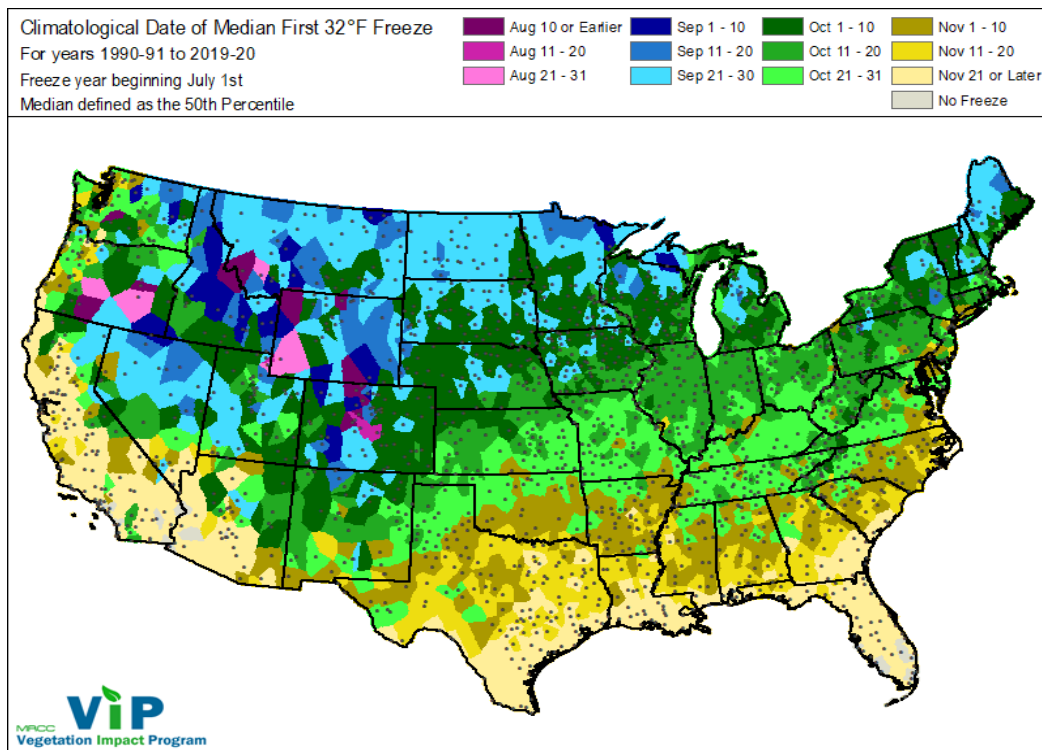 Climatological Date of Median First 32°F Freeze
For years 1990-91 to 2019-20
Freeze year beginning July 1st
Median defined as the 50th Percentile
Aug 10 or Earlier
Aug 11 - 20
Aug 21 - 31
Sep 1 - 10
Sep 11 - 20
Sep 21 - 30
Oct 1 - 10
Oct 11 - 20
Oct 21 - 31
Nov 1 - 10
Nov 11 - 20
Nov 21 or Later
No Freeze
MRCC ViP
Vegetation Impact Program